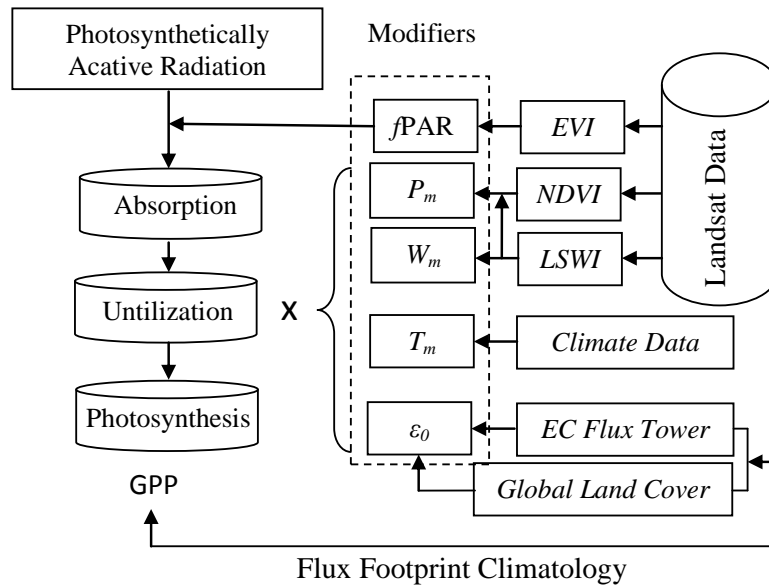 Photosynthetically
Acative Radiation
Modifiers
fPAR
EVI
Landsat Data
Absorption
Pm
NDVI
Wm
LSWI
Untilization
X
Tm
Climate Data
Photosynthesis
ε0
EC Flux Tower
GPP
Global Land Cover
Flux Footprint Climatology